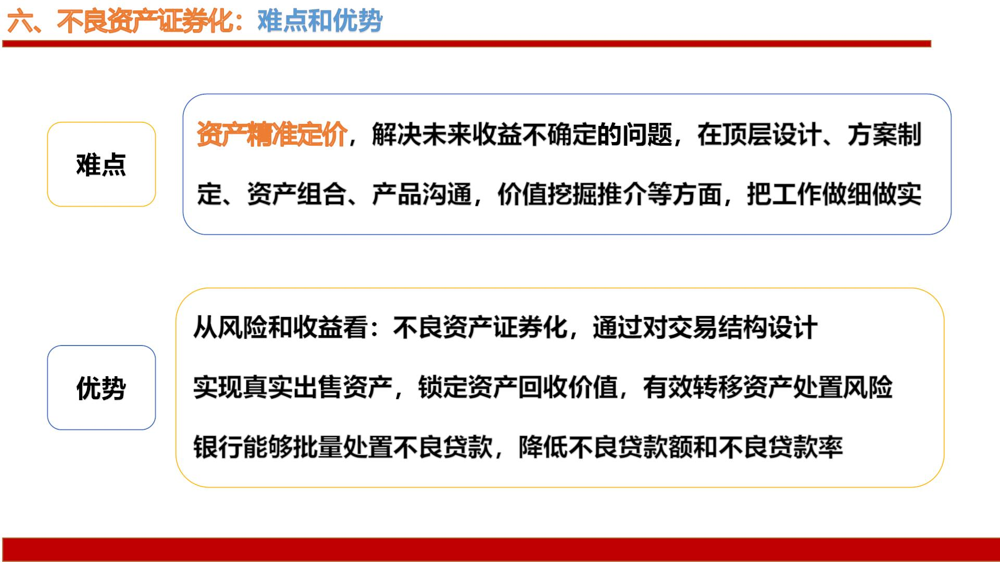 六、不良资产证券化：难点和优势
难点
资产精准定价，解决未来收益不确定的问题，在顶层设计、方案制
定、资产组合、产品沟通，价值挖掘推介等方面，把工作做细做实
优势
从风险和收益看：不良资产证券化，通过对交易结构设计
实现真实出售资产，锁定资产回收价值，有效转移资产处置风险
银行能够批量处置不良贷款，降低不良贷款额和不良贷款率